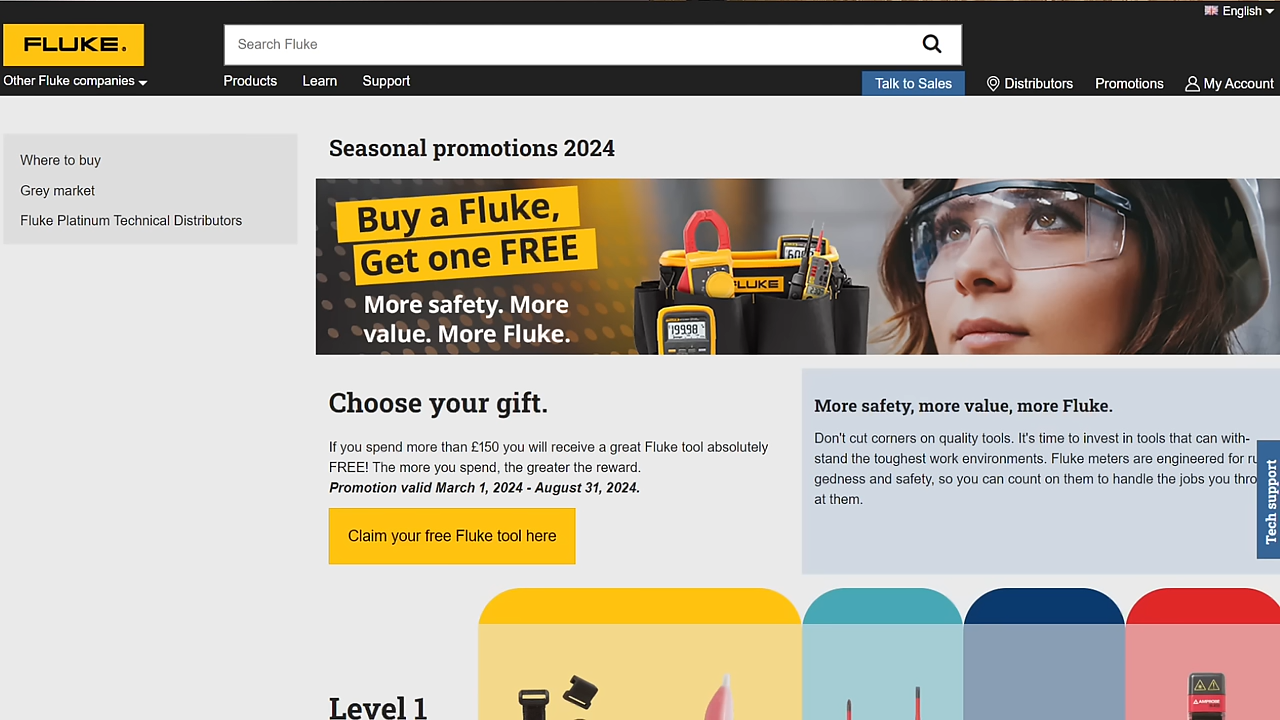 English
FLUKE.
Search Fluke
Other Fluke companies
Products
Learn
Support
Talk to Sales
Distributors
Promotions
My Account
Where to buy
Grey market
Fluke Platinum Technical Distributors
Seasonal promotions 2024
Buy a Fluke,
Get one FREE
More safety. More
value. More Fluke.
FLUKE
199.98
Choose your gift.
If you spend more than £150 you will receive a great Fluke tool absolutely
FREE! The more you spend, the greater the reward.
Promotion valid March 1, 2024 - August 31, 2024.
Claim your free Fluke tool here
More safety, more value, more Fluke.
Don't cut corners on quality tools. It's time to invest in tools that can with-
stand the toughest work environments. Fluke meters are engineered for ru
gedness and safety, so you can count on them to handle the jobs you thro
at them.
Tech support
Level 1
AMPROBE